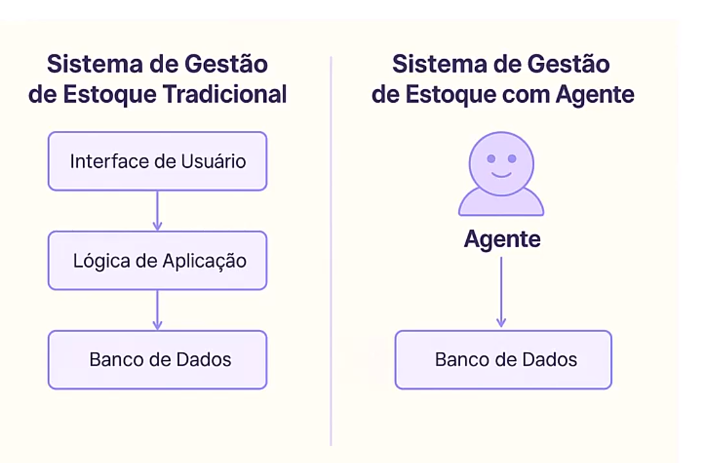 Sistema de Gestão
de Estoque Tradicional
Interface de Usuário
Lógica de Aplicação
Banco de Dados
Sistema de Gestão
de Estoque com Agente
Agente
Banco de Dados